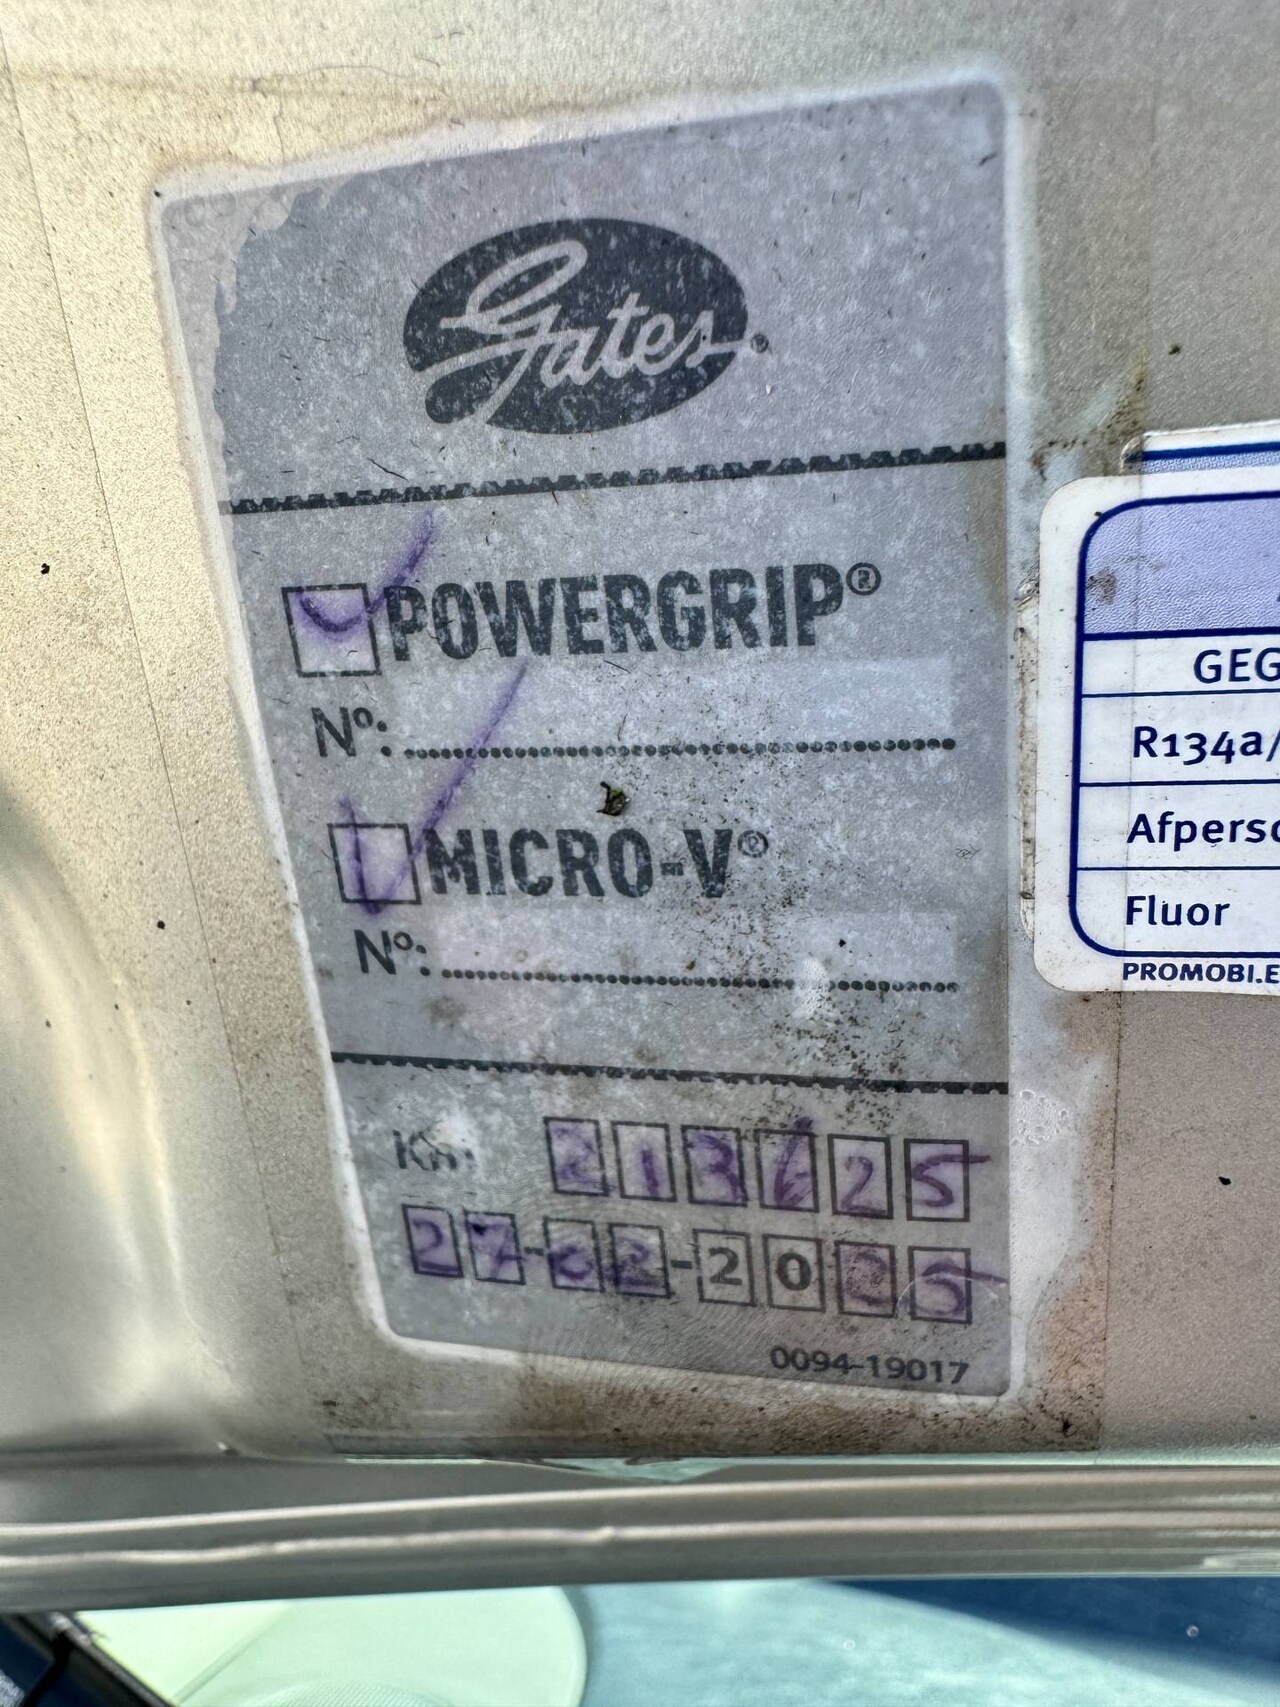 Gates®
POWERGRIP®
Nº:
MICRO-V®
Nº:
Km 213625
27-02-2025
0094-19017
GEG
R134a/
Afpers
Fluor
PROMOBI.E